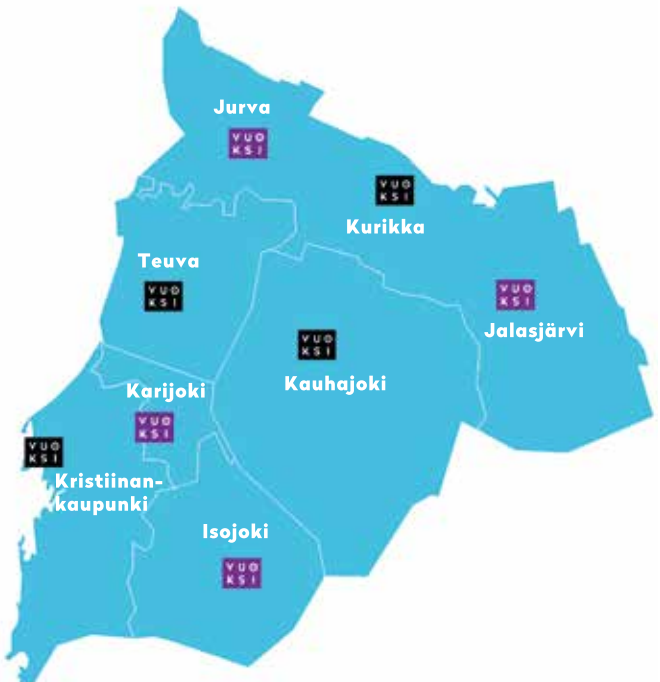 Jurva
VUO
KSI
VUO
KSI
Kurikka
Teuva
VUO
KSI
VUO
KSI
Jalasjärvi
VUO
KSI
Kauhajoki
Karijoki
VUO
KSI
VUO
KSI
Kristiinan-
kaupunki
Isojoki
VUO
KSI